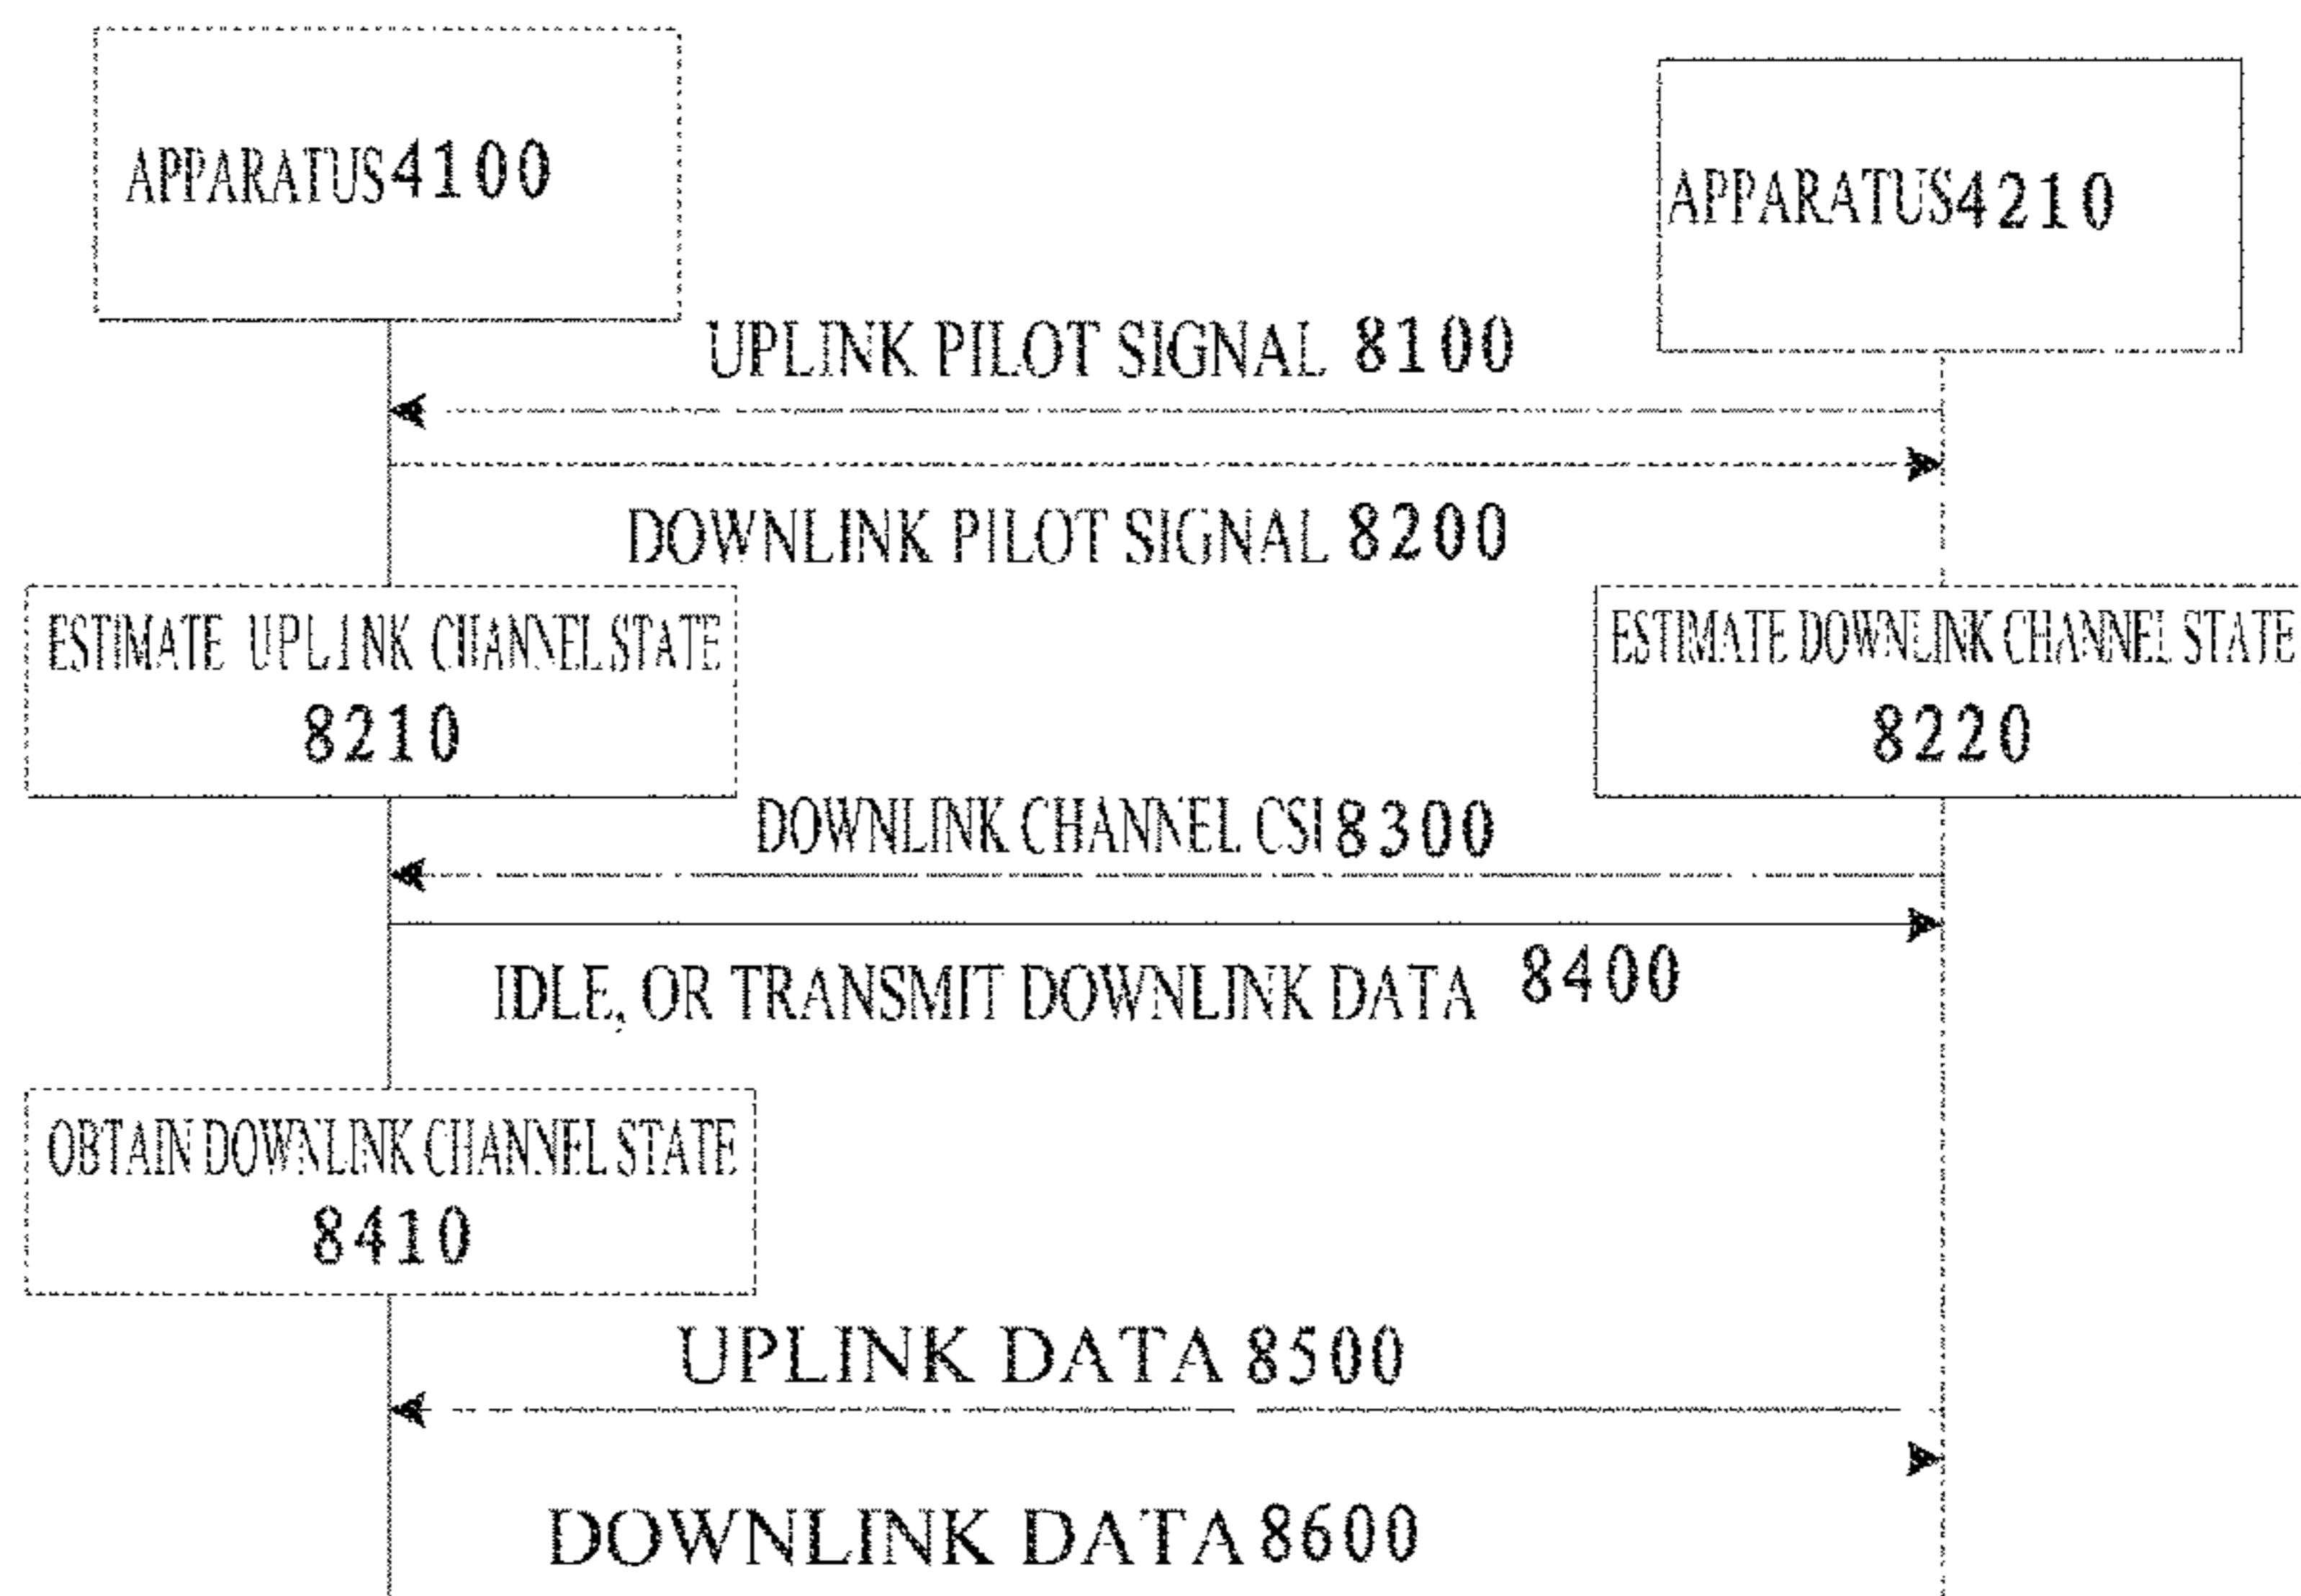 APPARATUS4100
APPARATUS4210
UPLINK PILOT SIGNAL 8100
DOWNLINK PILOT SIGNAL 8200
ESTIMATE UPLINK CHANNEL STATE
8210
ESTIMATE DOWNLINK CHANNEL STATE
8220
DOWNLINK CHANNEL CSI 8300
IDLE, OR TRANSMIT DOWNLINK DATA 8400
OBTAIN DOWNLINK CHANNEL STATE
8410
UPLINK DATA 8500
DOWNLINK DATA 8600